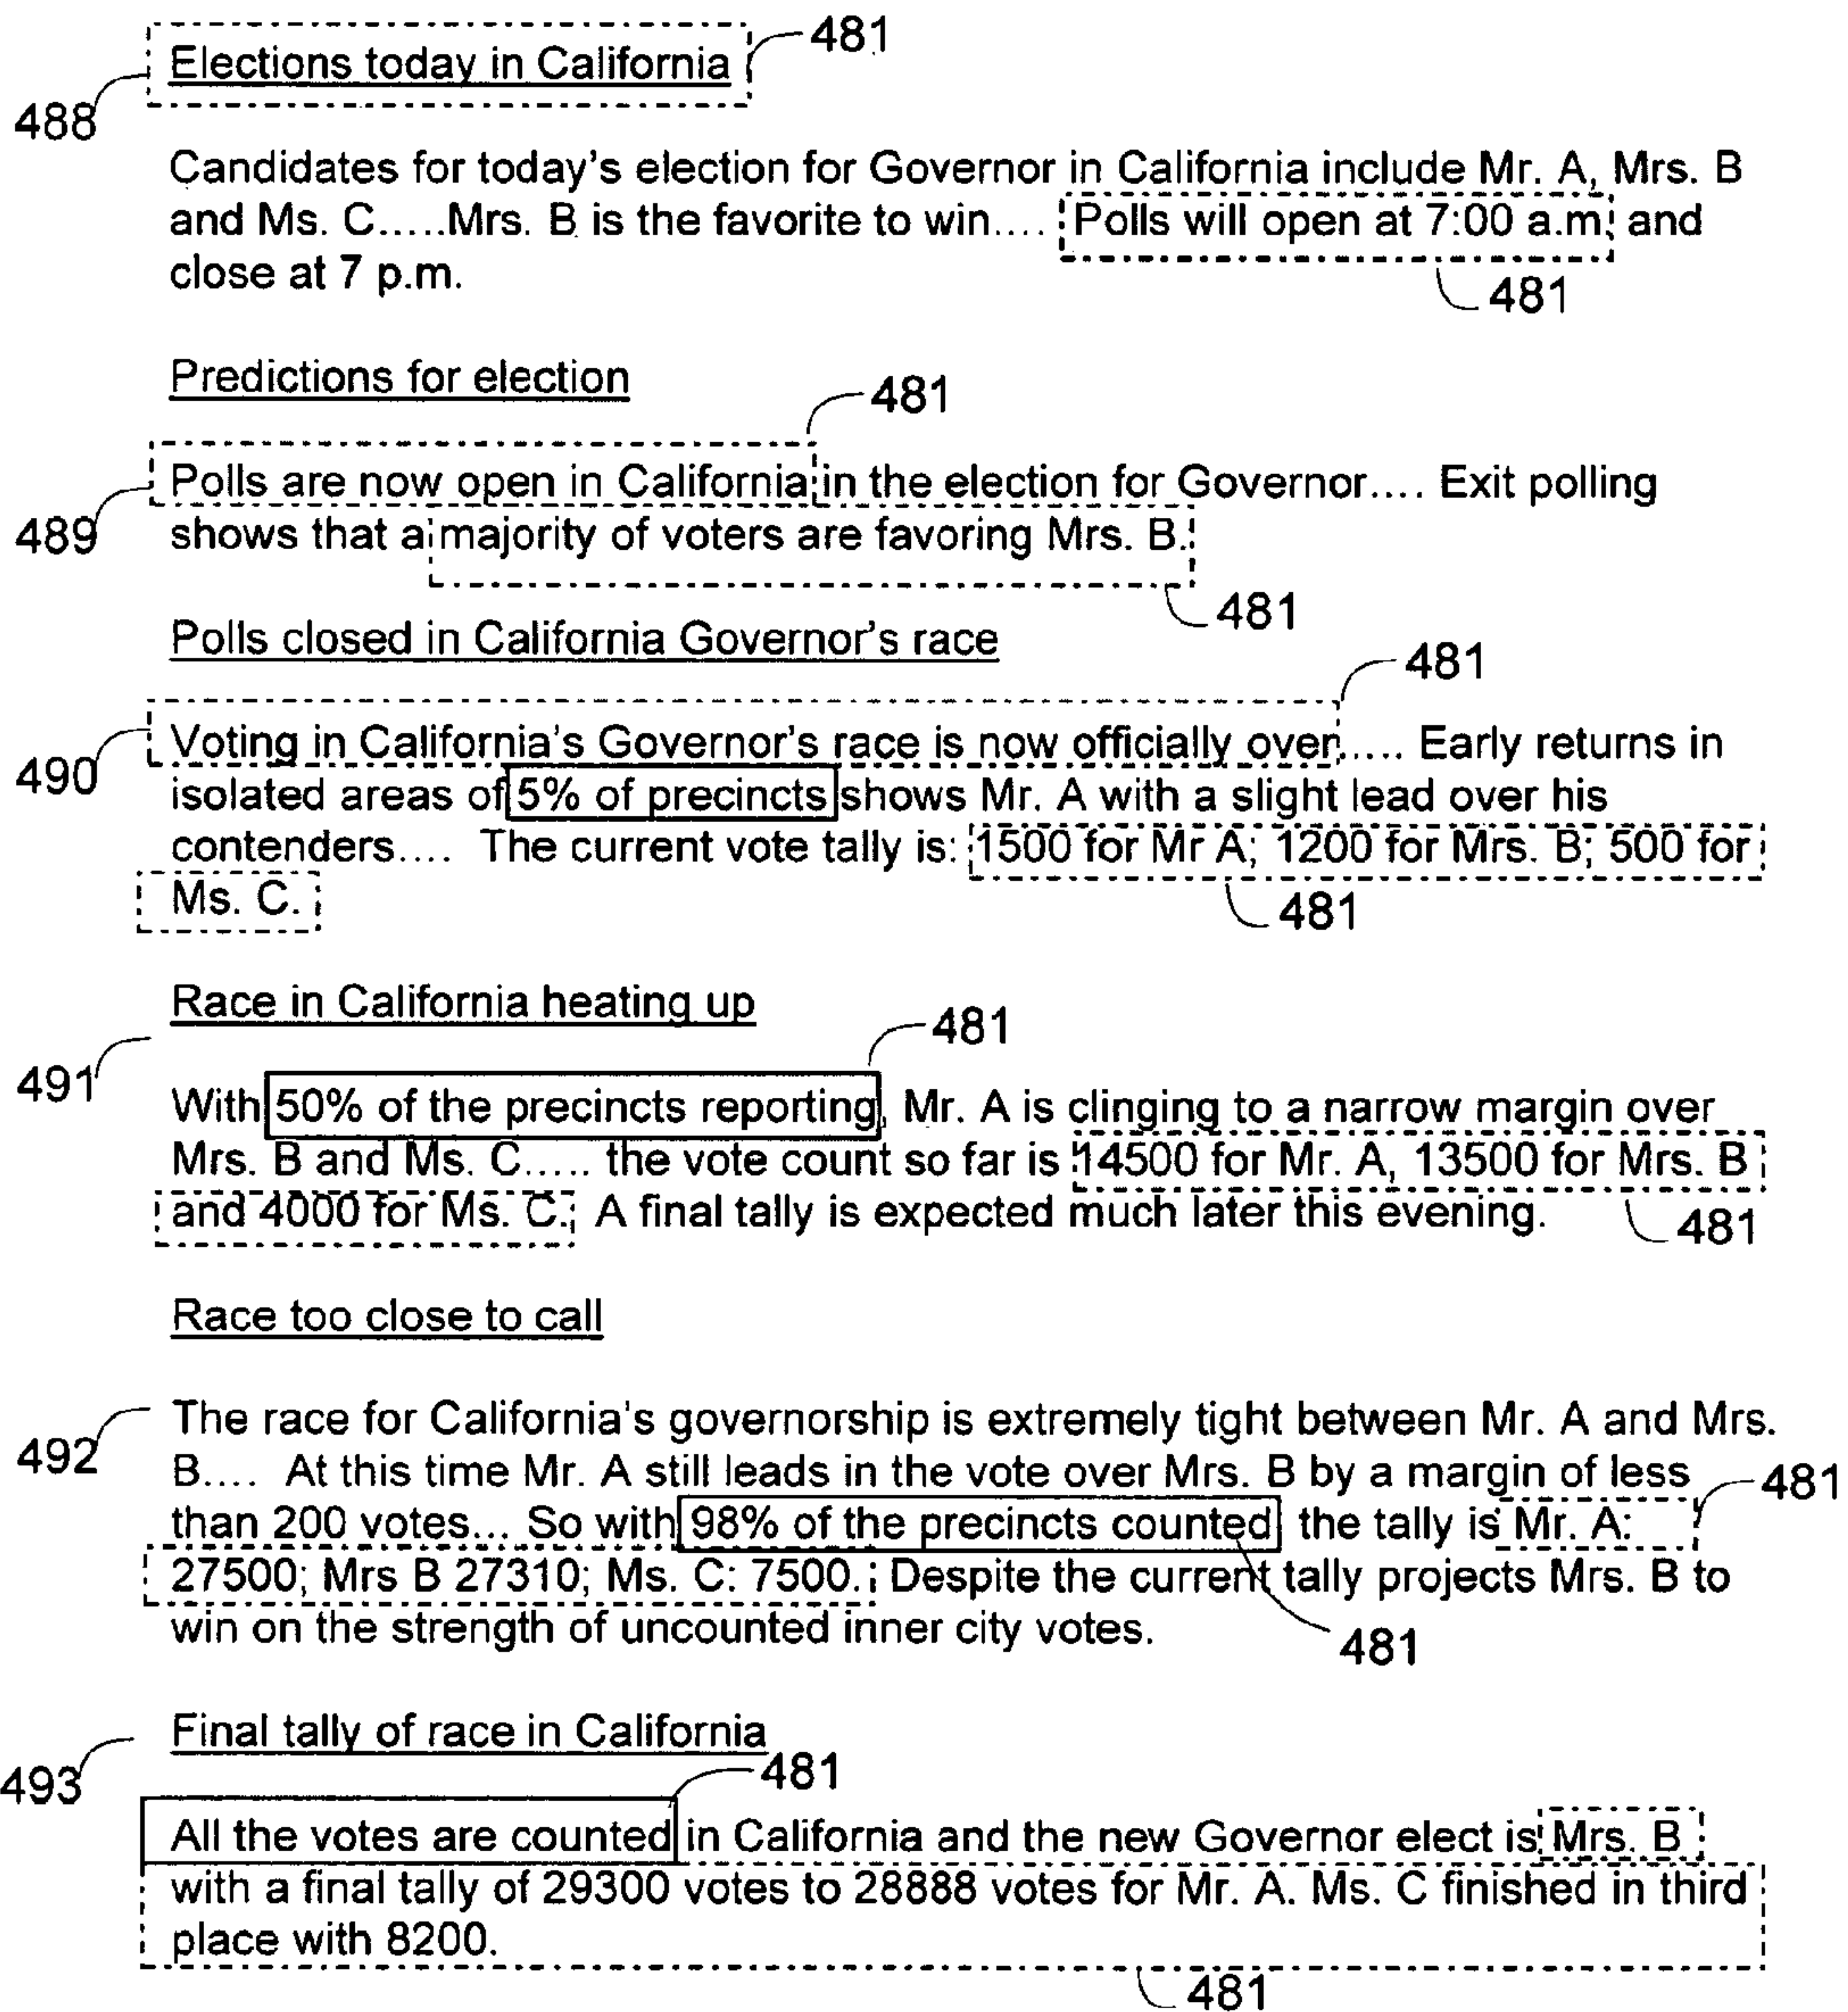 Elections today in California 481
488
Candidates for today's election for Governor in California include Mr. A, Mrs. B
and Ms. C.....Mrs. B is the favorite to win.... Polls will open at 7:00 a.m. and
close at 7 p.m.
481
Predictions for election
481
Polls are now open in California in the election for Governor.... Exit polling
489
shows that a majority of voters are favoring Mrs. B.
481
Polls closed in California Governor's race
481
Voting in California's Governor's race is now officially over..... Early returns in
490
isolated areas of 5% of precincts shows Mr. A with a slight lead over his
contenders.... The current vote tally is: 1500 for Mr A; 1200 for Mrs. B; 500 for
Ms. C.
481
Race in California heating up
481
491
With 50% of the precincts reporting, Mr. A is clinging to a narrow margin over
Mrs. B and Ms. C..... the vote count so far is 14500 for Mr. A, 13500 for Mrs. B
and 4000 for Ms. C. A final tally is expected much later this evening.
481
Race too close to call
The race for California's governorship is extremely tight between Mr. A and Mrs.
492
B.... At this time Mr. A still leads in the vote over Mrs. B by a margin of less
481
than 200 votes... So with 98% of the precincts counted the tally is Mr. A:
27500; Mrs B 27310; Ms. C: 7500. Despite the current tally projects Mrs. B to
win on the strength of uncounted inner city votes.
481
Final tally of race in California
493
481
All the votes are counted in California and the new Governor elect is Mrs. B
with a final tally of 29300 votes to 28888 votes for Mr. A. Ms. C finished in third
place with 8200.
481